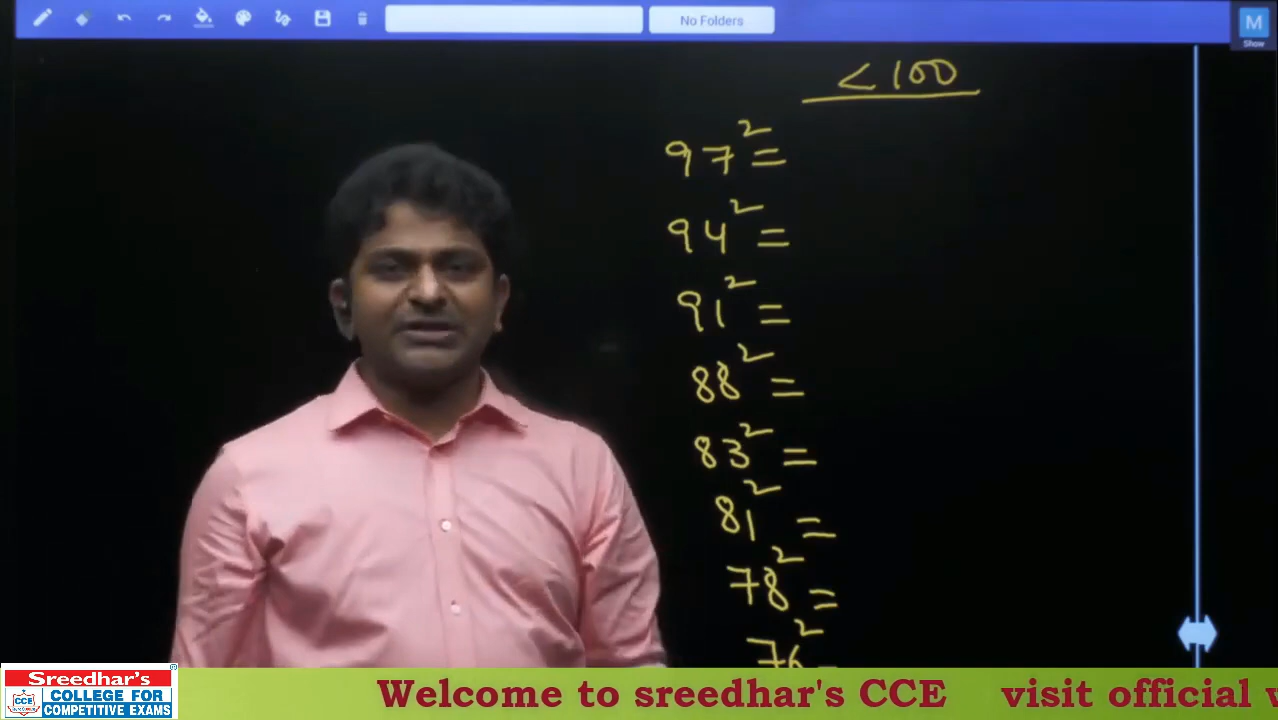 No Folders
M
Show
< 100
97² =
94² =
91² =
88² =
83² =
81² =
78² =
76² =
Sreedhar's
CCE
COLLEGE FOR
COMPETITIVE EXAMS
Welcome to sreedhar's CCE visit official